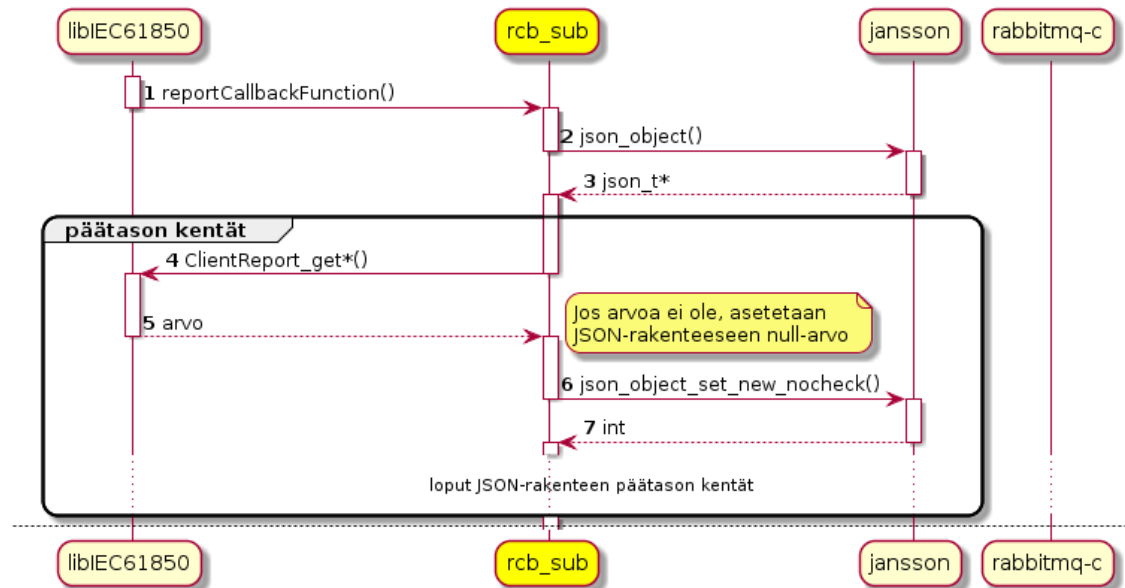 libIEC61850 rcb_sub jansson rabbitmq-c
1 reportCallbackFunction()
2 json_object()
3 json_t*
päätason kentät
4 ClientReport_get*()
Jos arvoa ei ole, asetetaan
JSON-rakenteeseen null-arvo
5 arvo
6 json_object_set_new_nocheck()
7 int
loput JSON-rakenteen päätason kentät
libIEC61850 rcb_sub jansson rabbitmq-c